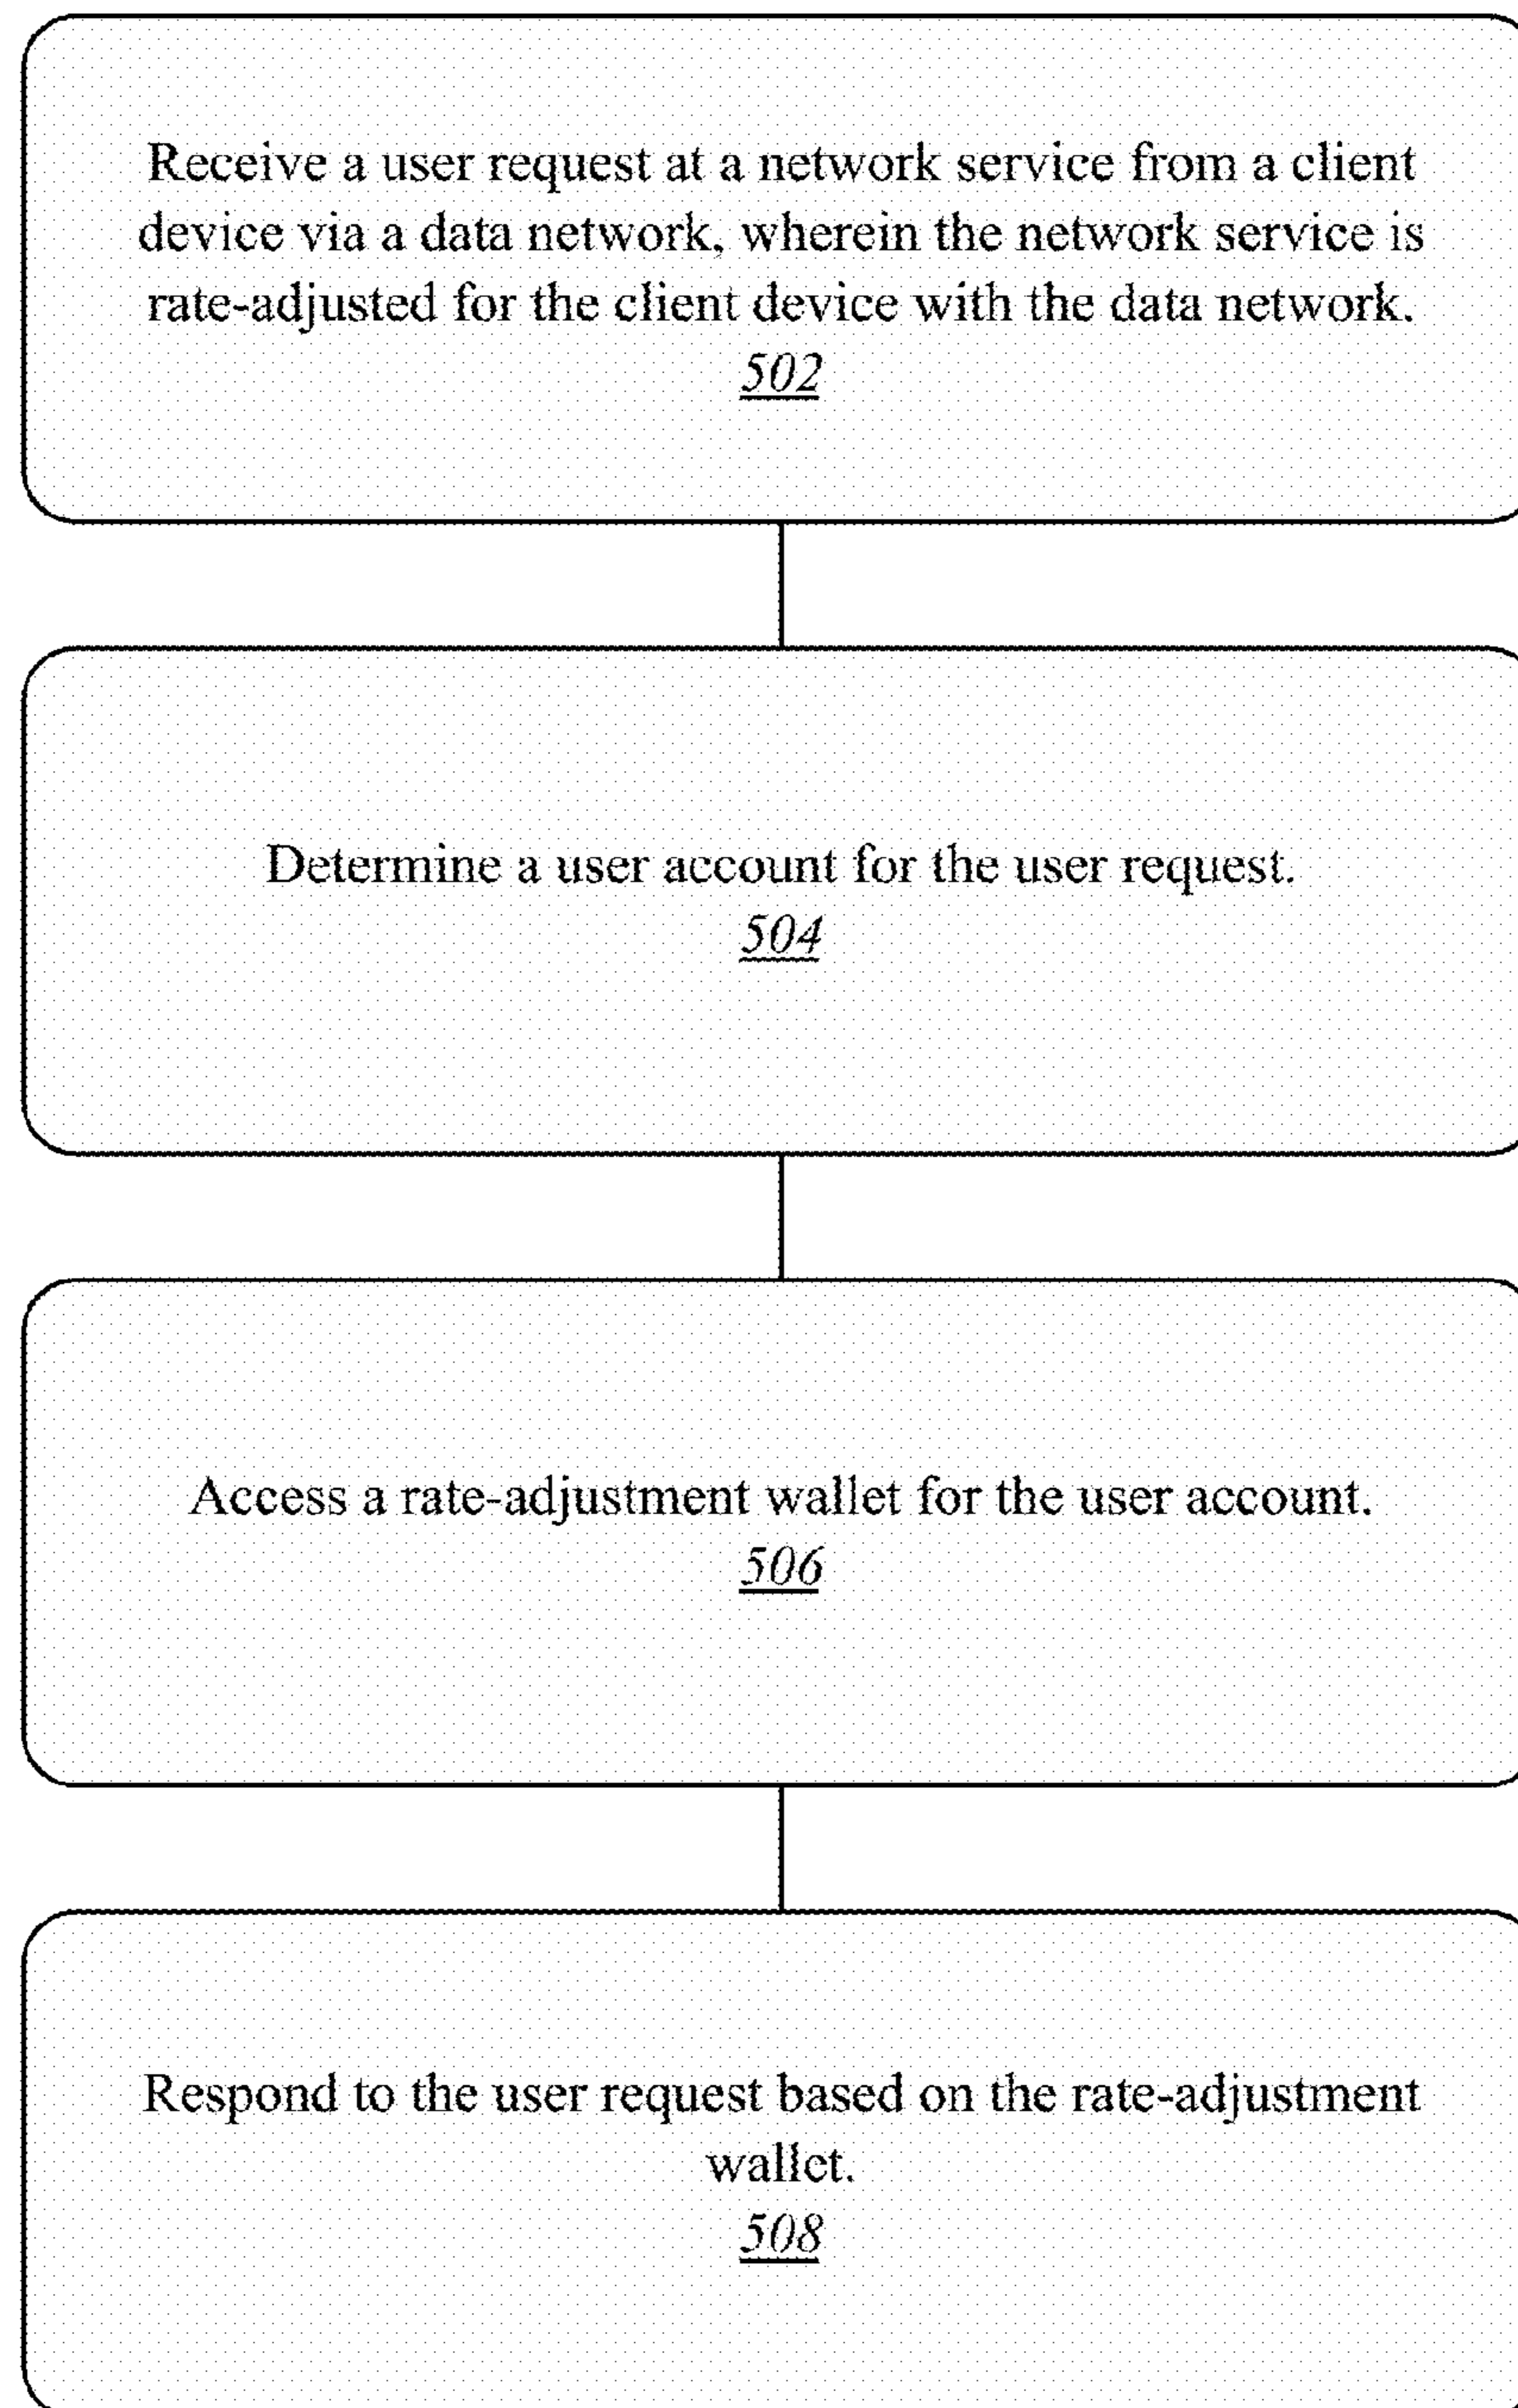 Receive a user request at a network service from a client
device via a data network, wherein the network service is
rate-adjusted for the client device with the data network.
502
Determine a user account for the user request.
504
Access a rate-adjustment wallet for the user account.
506
Respond to the user request based on the rate-adjustment
wallet.
508